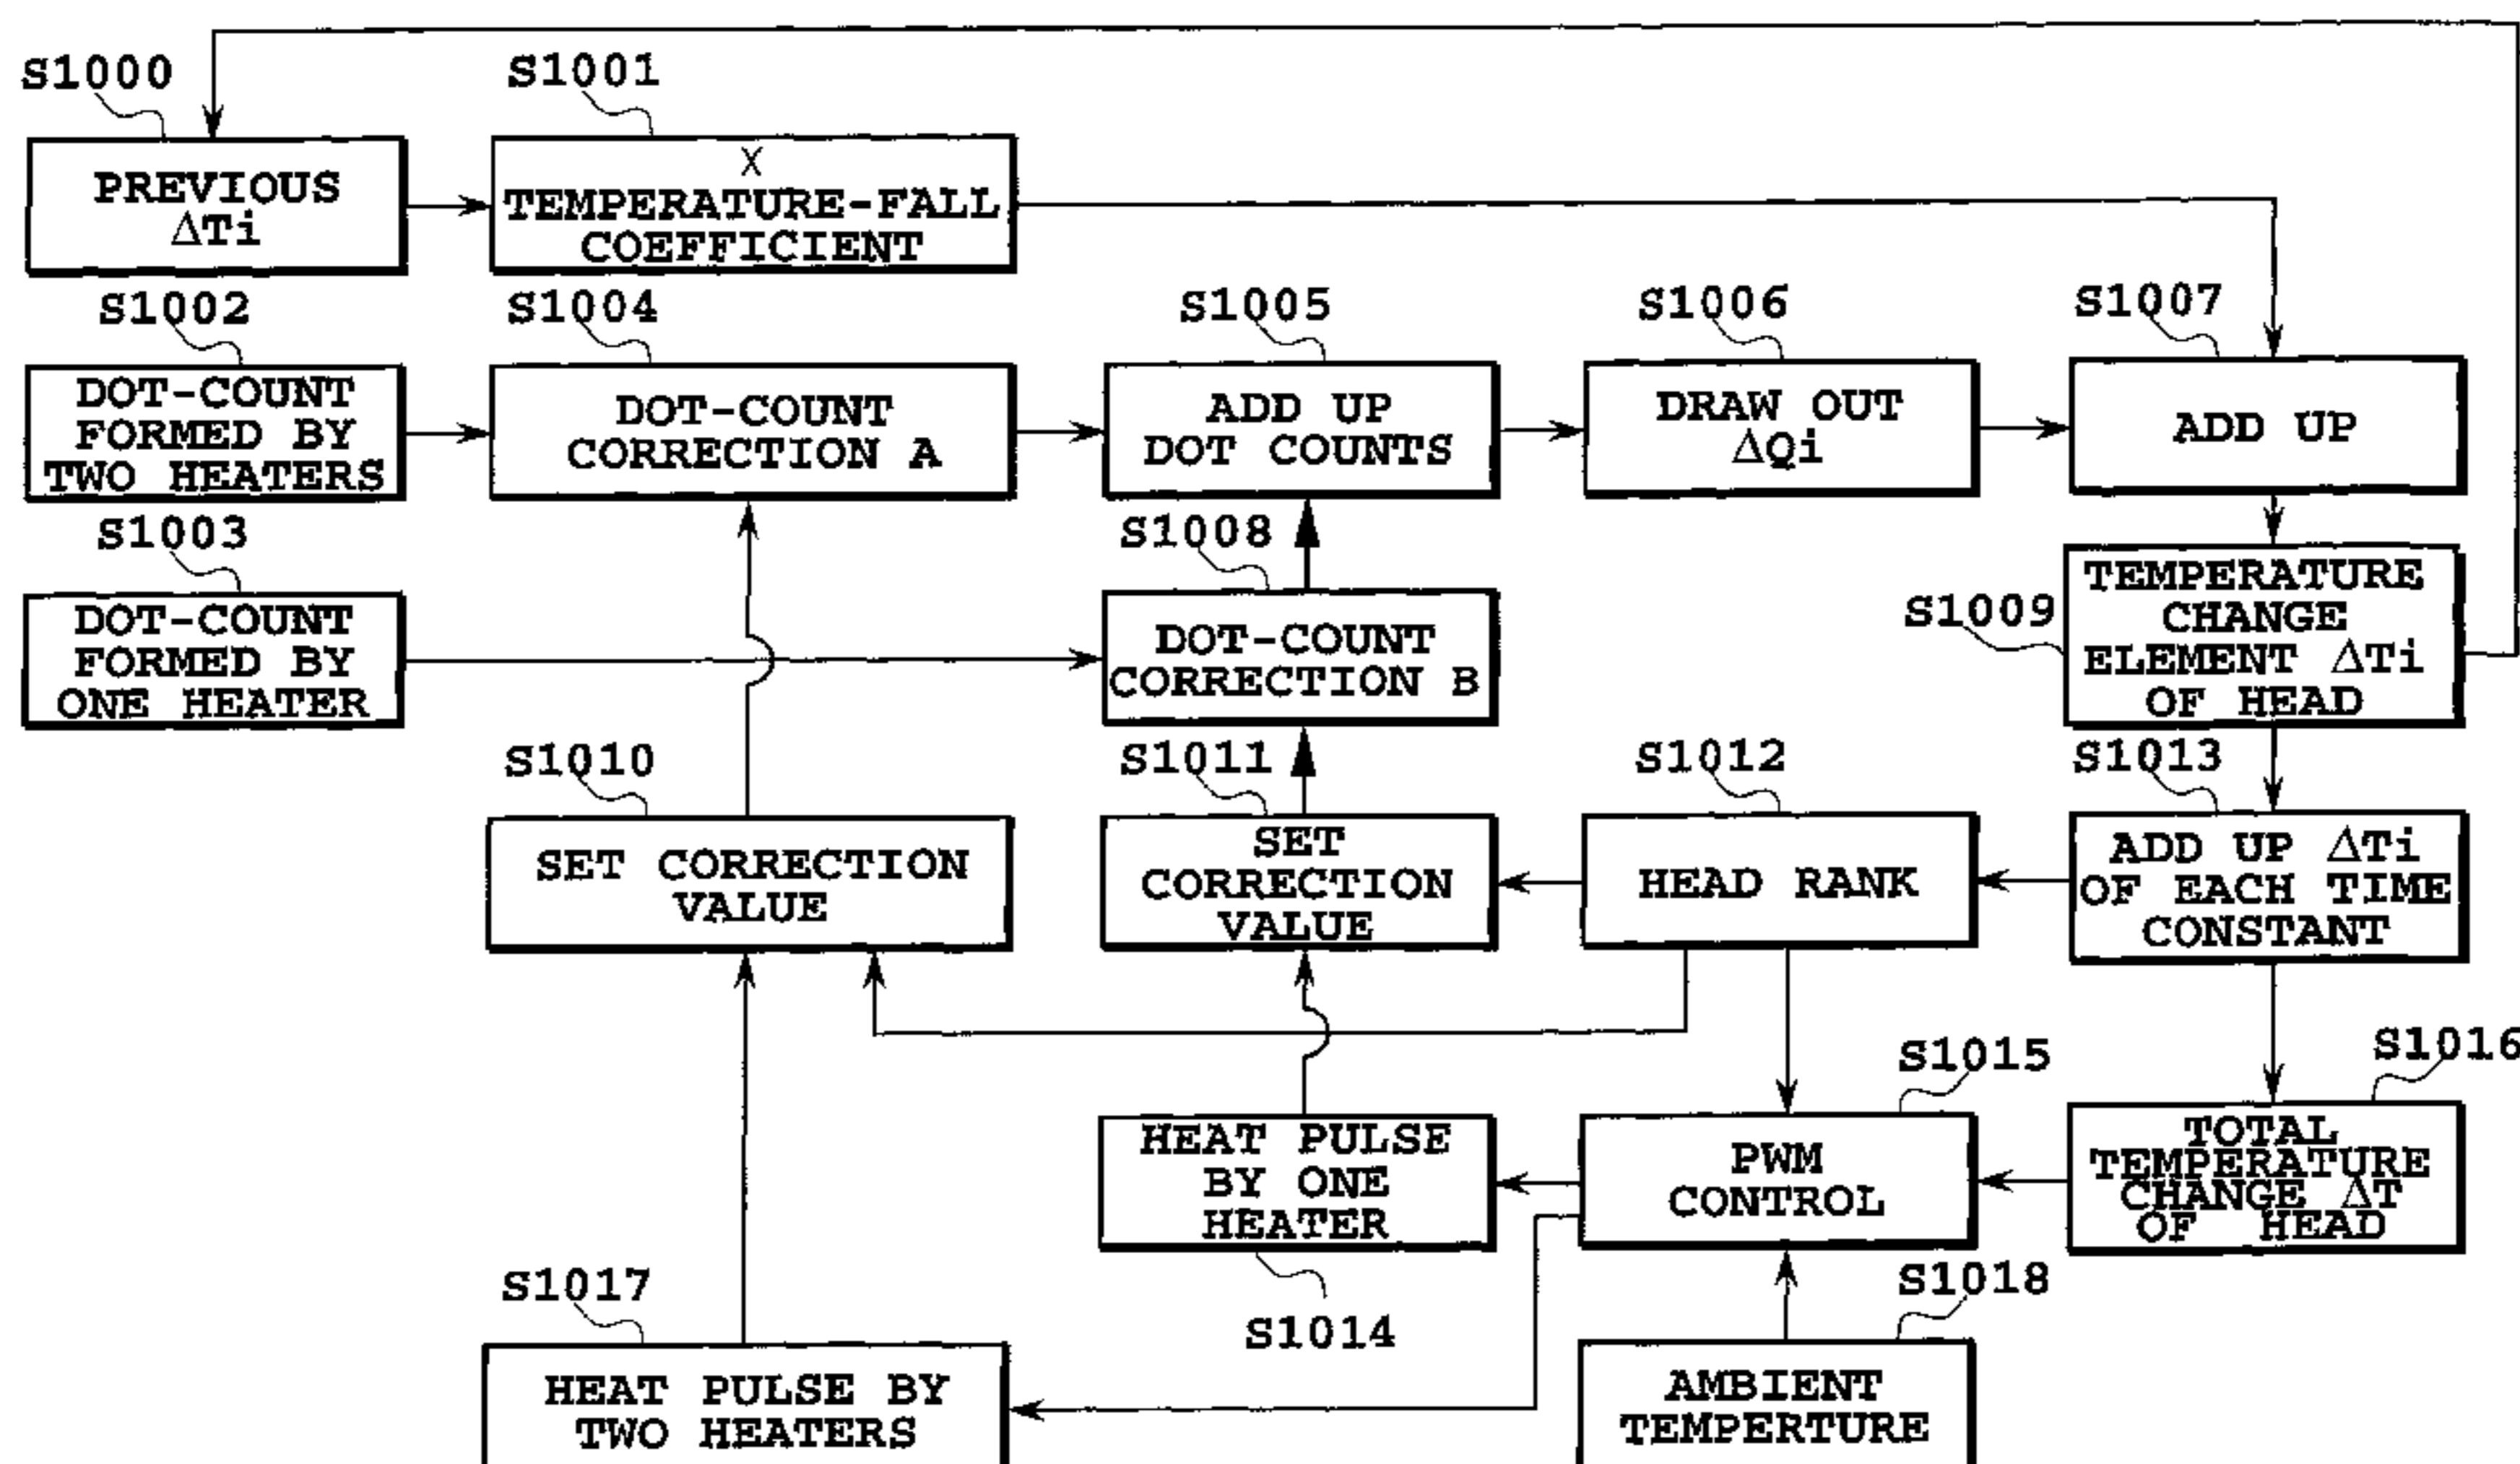 S1000
PREVIOUS
ΔTi
S1001
X
TEMPERATURE-FALL
COEFFICIENT
S1002
DOT-COUNT
FORMED BY
TWO HEATERS
S1004
DOT-COUNT
CORRECTION A
S1005
ADD UP
DOT COUNTS
S1006
DRAW OUT
ΔQi
S1007
ADD UP
S1003
DOT-COUNT
FORMED BY
ONE HEATER
S1008
DOT-COUNT
CORRECTION B
S1009
TEMPERATURE
CHANGE
ELEMENT ΔTi
OF HEAD
S1010
SET CORRECTION
VALUE
S1011
SET
CORRECTION
VALUE
S1012
HEAD RANK
S1013
ADD UP ΔTi
OF EACH TIME
CONSTANT
HEAT PULSE
BY ONE
HEATER
S1014
S1015
PWM
CONTROL
S1016
TOTAL
TEMPERATURE
CHANGE ΔT
OF HEAD
S1017
HEAT PULSE BY
TWO HEATERS
S1018
AMBIENT
TEMPERTURE